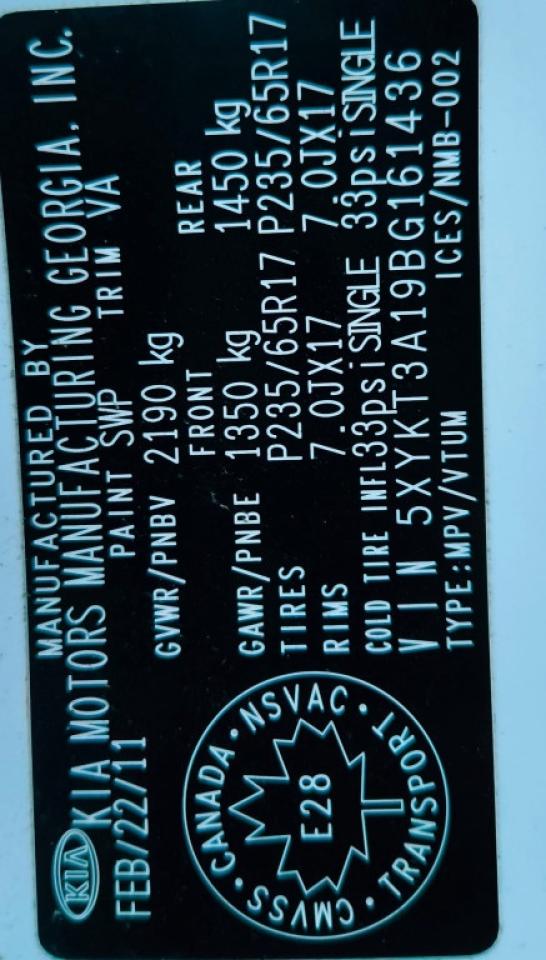 MANUFACTURED BY
KIA KIA MOTORS MANUFACTURING GEORGIA, INC.
FEB/22/11 PAINT SWP TRIM VA
GVWR/PNBV 2190 kg
FRONT REAR
GAWR/PNBE 1350 kg 1450 kg
TIRES P235/65R17 P235/65R17
RIMS 7.0JX17 7.0JX17
COLD TIRE INFL33psiSINGLE 33psiSINGLE
VIN 5XYKT3A19BG161436
TYPE:MPV/VTUM ICES/NMB-002
CMVSS • CANADA • NSVAC • TRANSPORT •
E28